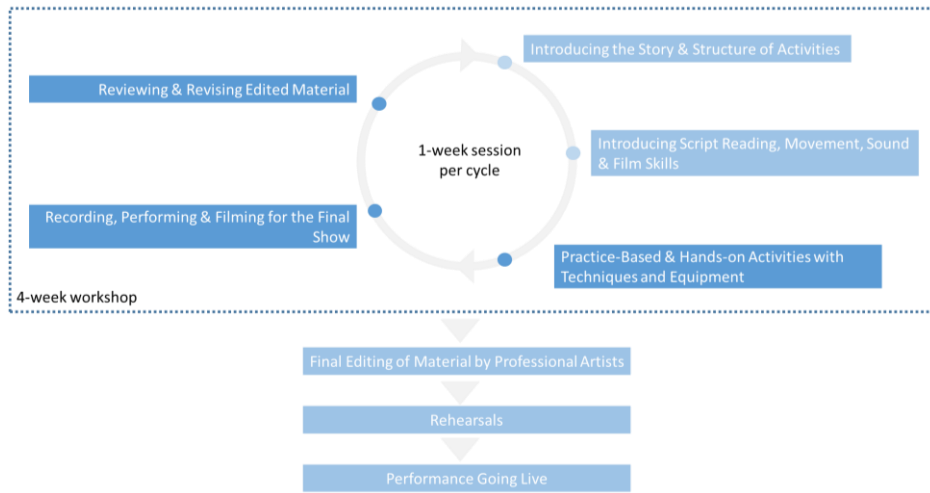 Introducing the Story & Structure of Activities
Reviewing & Revising Edited Material
1-week session
per cycle
Introducing Script Reading, Movement, Sound
& Film Skills
Recording, Performing & Filming for the Final
Show
Practice-Based & Hands-on Activities with
Techniques and Equipment
4-week workshop
Final Editing of Material by Professional Artists
Rehearsals
Performance Going Live